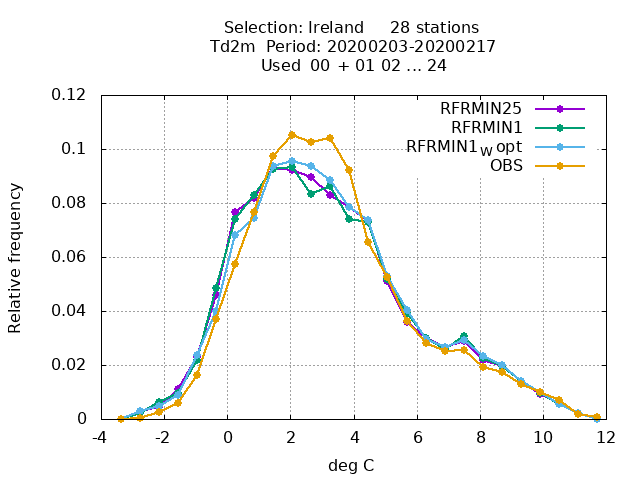 Selection: Ireland 28 stations
Td2m Period: 20200203-20200217
Used 00 + 01 02 ... 24
0.12
0.1
0.08
0.06
0.04
0.02
0
Relative frequency
RFRMIN25
RFRMIN1
RFRMIN1_W opt
OBS
-4 -2 0 2 4 6 8 10 12
deg C